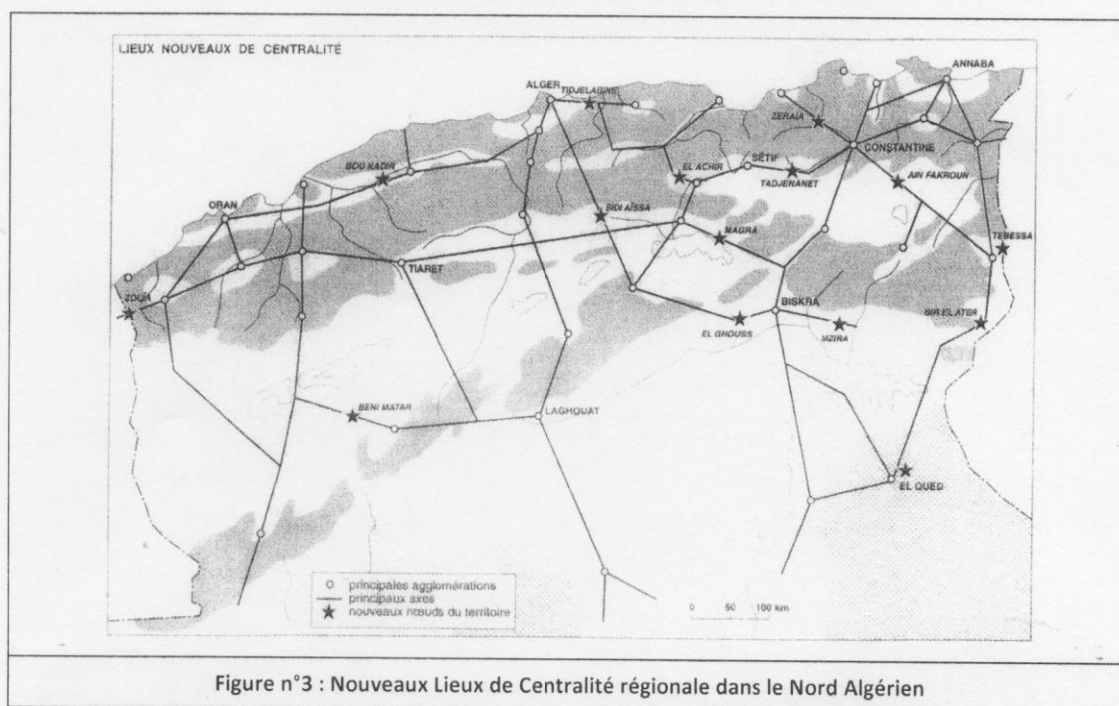 LIEUX NOUVEAUX DE CENTRALITÉ
ANNABA
ALGER
TIDJELABINE
ZERAIA
CONSTANTINE
BOU KADIR
EL ACHIR
SÉTIF
TADJENANET
AIN FAKROUN
ORAN
SIDI AÏSSA
MAGRA
TEBESSA
TIARET
ZOUIA
BISKRA
BIR EL ATER
EL GHOUSS
MZIRA
BENI MATAR
LAGHOUAT
EL OUED
principales agglomérations
principaux axes
nouveaux nœuds du territoire
0 50 100 km
Figure n°3 : Nouveaux Lieux de Centralité régionale dans le Nord Algérien